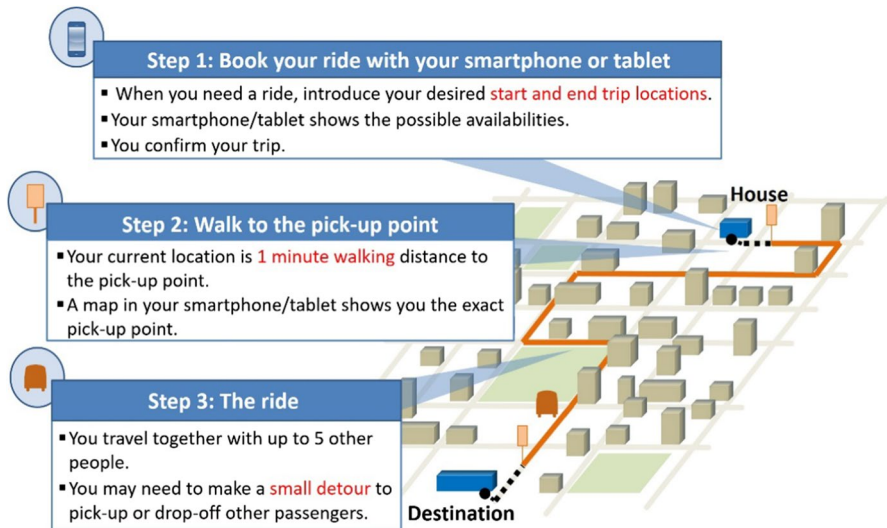 Step 1: Book your ride with your smartphone or tablet
▪ When you need a ride, introduce your desired start and end trip locations.
▪ Your smartphone/tablet shows the possible availabilities.
▪ You confirm your trip.
House
Step 2: Walk to the pick-up point
▪ Your current location is 1 minute walking distance to
the pick-up point.
▪ A map in your smartphone/tablet shows you the exact
pick-up point.
Step 3: The ride
▪ You travel together with up to 5 other
people.
▪ You may need to make a small detour to
pick-up or drop-off other passengers.
Destination